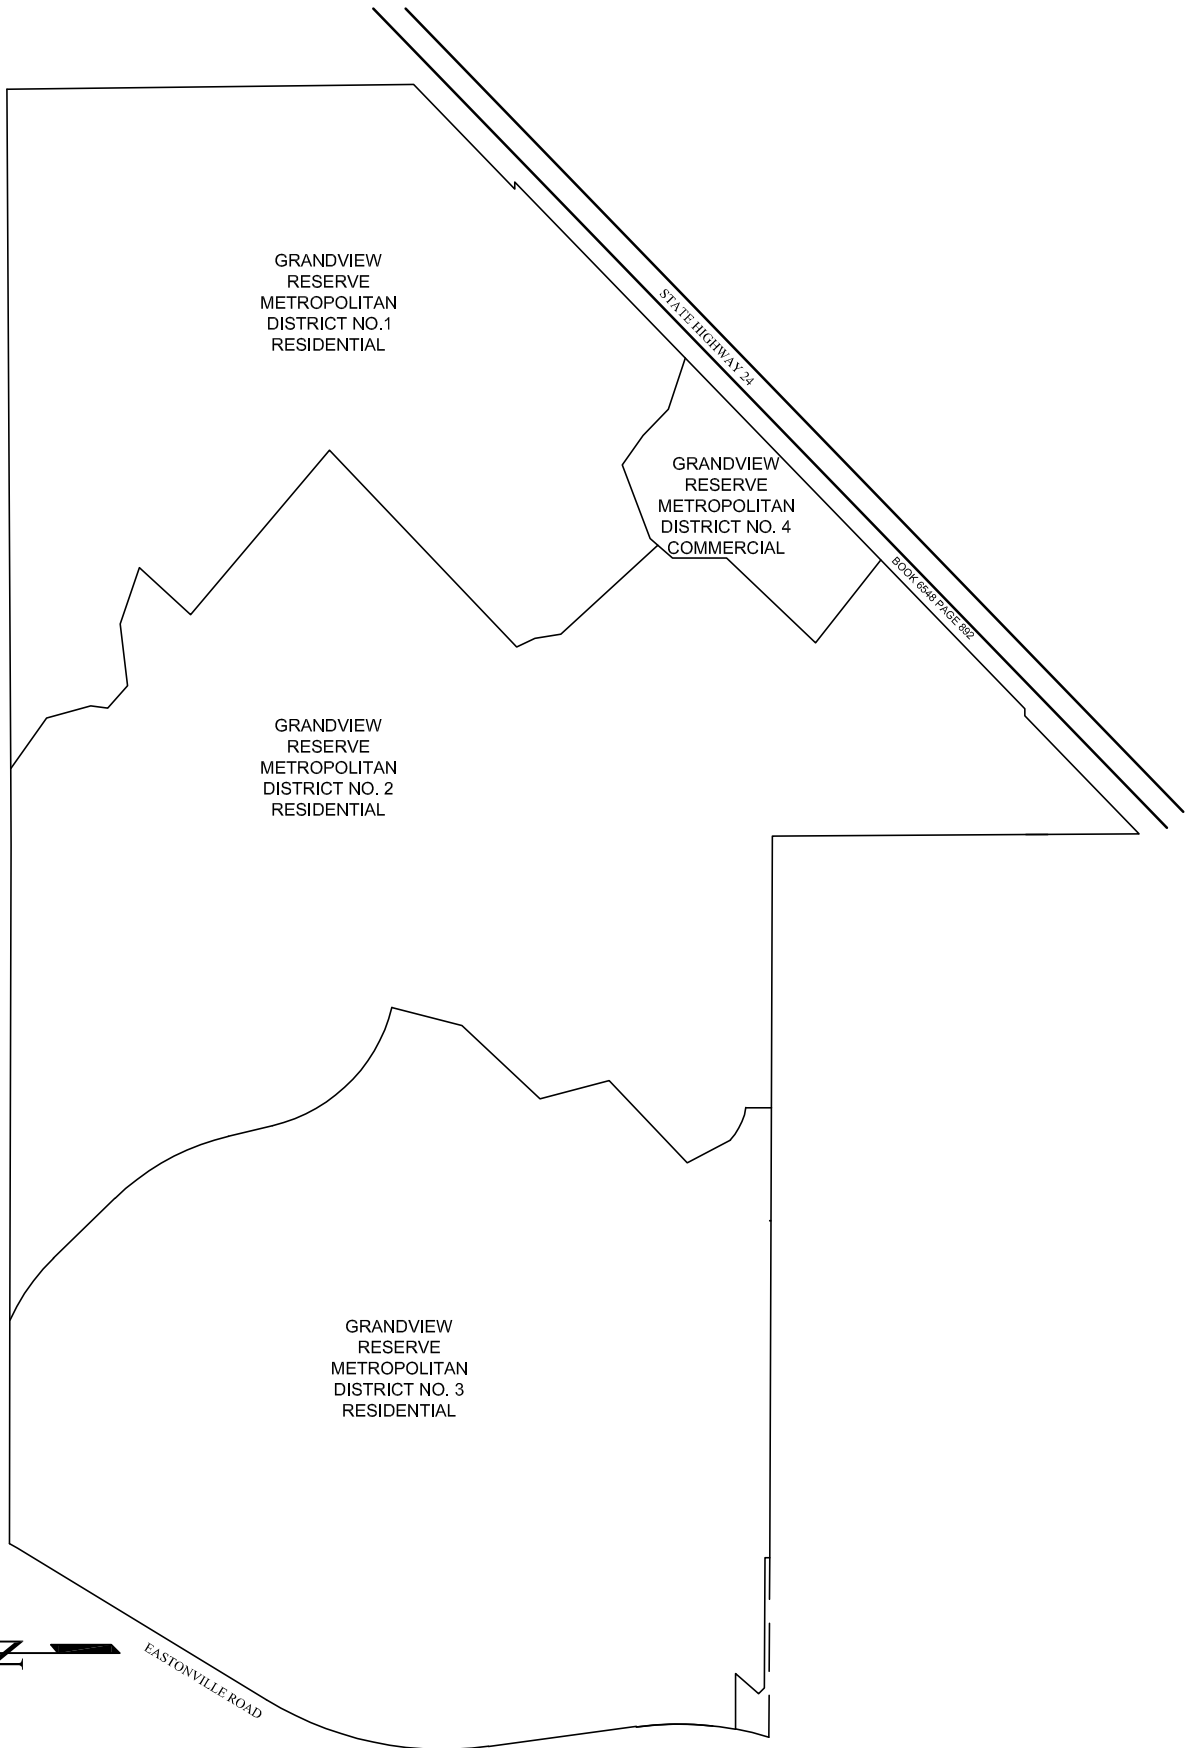 GRANDVIEW
RESERVE
METROPOLITAN
DISTRICT NO.1
RESIDENTIAL
STATE HIGHWAY 24
GRANDVIEW
RESERVE
METROPOLITAN
DISTRICT NO. 4
COMMERCIAL
BOOK 6548 PAGE 892
GRANDVIEW
RESERVE
METROPOLITAN
DISTRICT NO. 2
RESIDENTIAL
GRANDVIEW
RESERVE
METROPOLITAN
DISTRICT NO. 3
RESIDENTIAL
N
EASTONVILLE ROAD